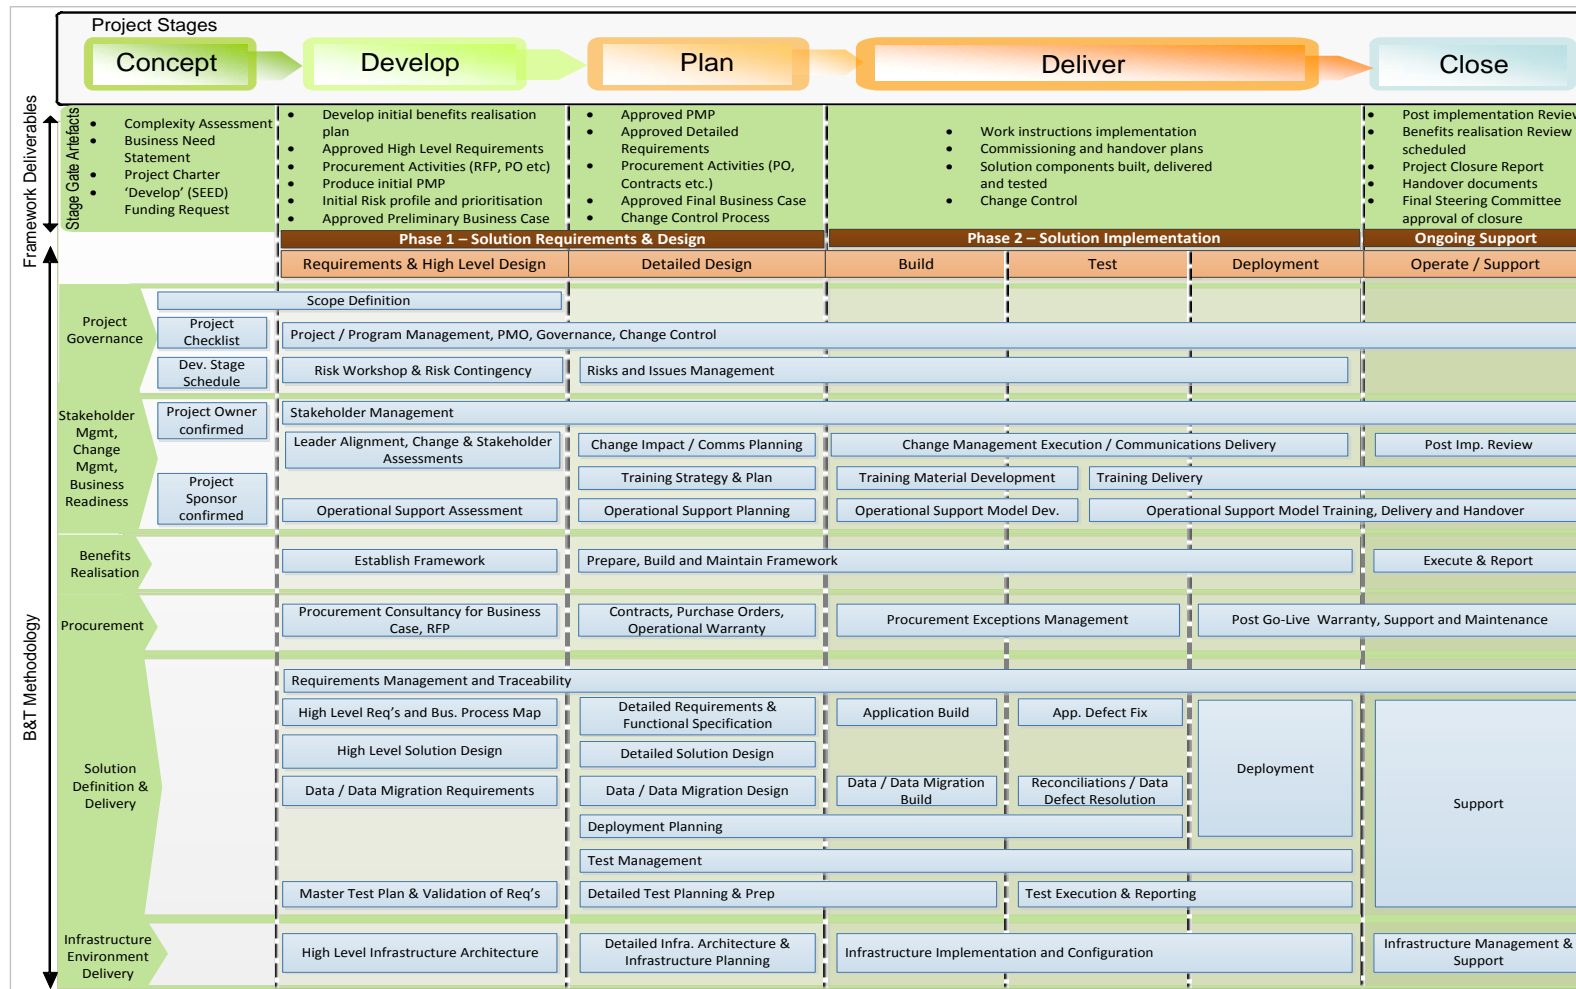 Project Stages
Concept
Develop
Plan
Deliver
Close
Framework Deliverables
Stage Gate Artefacts
• Complexity Assessment
• Business Need
Statement
• Project Charter
• ‘Develop’ (SEED)
Funding Request
• Develop initial benefits realisation
plan
• Approved High Level Requirements
• Procurement Activities (RFP, PO etc)
• Produce initial PMP
• Initial Risk profile and prioritisation
• Approved Preliminary Business Case
• Approved PMP
• Approved Detailed
Requirements
• Procurement Activities (PO,
Contracts etc.)
• Approved Final Business Case
• Change Control Process
• Work instructions implementation
• Commissioning and handover plans
• Solution components built, delivered
and tested
• Change Control
• Post implementation Review
• Benefits realisation Review
scheduled
• Project Closure Report
• Handover documents
• Final Steering Committee
approval of closure
Phase 1 – Solution Requirements & Design
Phase 2 – Solution Implementation
Ongoing Support
Requirements & High Level Design
Detailed Design
Build
Test
Deployment
Operate / Support
B&T Methodology
Project
Governance
Scope Definition
Project
Checklist
Project / Program Management, PMO, Governance, Change Control
Dev. Stage
Schedule
Risk Workshop & Risk Contingency
Risks and Issues Management
Stakeholder
Mgmt,
Change
Mgmt,
Business
Readiness
Project Owner
confirmed
Stakeholder Management
Leader Alignment, Change & Stakeholder
Assessments
Change Impact / Comms Planning
Change Management Execution / Communications Delivery
Post Imp. Review
Project
Sponsor
confirmed
Training Strategy & Plan
Training Material Development
Training Delivery
Operational Support Assessment
Operational Support Planning
Operational Support Model Dev.
Operational Support Model Training, Delivery and Handover
Benefits
Realisation
Establish Framework
Prepare, Build and Maintain Framework
Execute & Report
Procurement
Procurement Consultancy for Business
Case, RFP
Contracts, Purchase Orders,
Operational Warranty
Procurement Exceptions Management
Post Go-Live Warranty, Support and Maintenance
Solution
Definition &
Delivery
Requirements Management and Traceability
High Level Req’s and Bus. Process Map
Detailed Requirements &
Functional Specification
Application Build
App. Defect Fix
Deployment
Support
High Level Solution Design
Detailed Solution Design
Data / Data Migration Requirements
Data / Data Migration Design
Data / Data Migration
Build
Reconciliations / Data
Defect Resolution
Deployment Planning
Test Management
Master Test Plan & Validation of Req’s
Detailed Test Planning & Prep
Test Execution & Reporting
Infrastructure
Environment
Delivery
High Level Infrastructure Architecture
Detailed Infra. Architecture &
Infrastructure Planning
Infrastructure Implementation and Configuration
Infrastructure Management &
Support